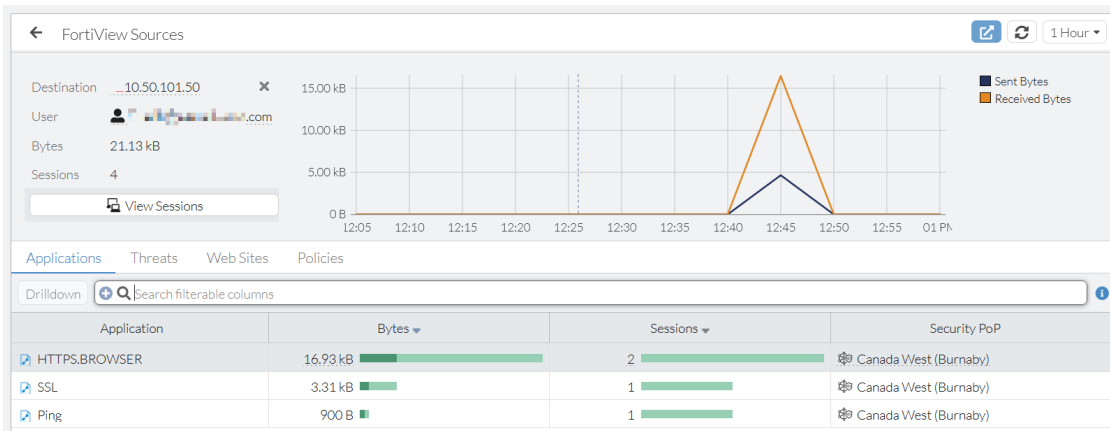 FortiView Sources
1 Hour
Destination _10.50.101.50
User .com
Bytes 21.13 kB
Sessions 4
View Sessions
15.00 kB
10.00 kB
5.00 kB
0 B
12:05 12:10 12:15 12:20 12:25 12:30 12:35 12:40 12:45 12:50 12:55 01 PM
Sent Bytes
Received Bytes
Applications Threats Web Sites Policies
Drilldown Search filterable columns
Application Bytes Sessions Security PoP
HTTPS.BROWSER 16.93 kB 2 Canada West (Burnaby)
SSL 3.31 kB 1 Canada West (Burnaby)
Ping 900 B 1 Canada West (Burnaby)